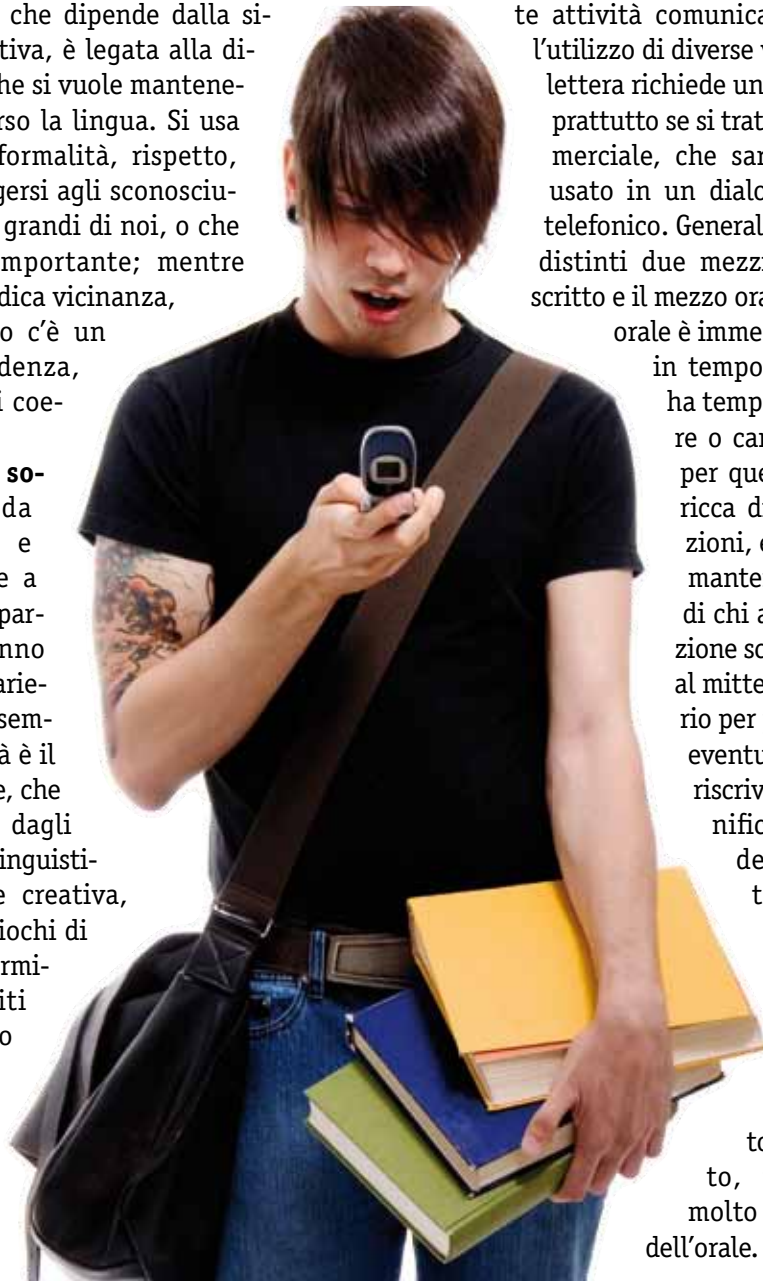 che dipende dalla si-
tiva, è legata alla di-
he si vuole mantene-
rso la lingua. Si usa
formalità, rispetto,
gersi agli sconosciu-
grandi di noi, o che
mportante; mentre
dica vicinanza,
o c'è un
denza,
i coe-
so-
da
e
e a
par-
nno
arie-
sem-
à è il
e, che
dagli
inguisti-
e creativa,
iochi di
rmi-
iti
o
te attività comunica
l'utilizzo di diverse v
lettera richiede un
prattutto se si trat
merciale, che sar
usato in un dialo
telefonico. General
distinti due mezzi
scritto e il mezzo ora
orale è imme
in tempo
ha temp
re o car
per que
ricca di
zioni, e
mante
di chi a
zione sc
al mitte
rio per
eventu
riscriv
nific
de
t
to
to,
molto
dell'orale.